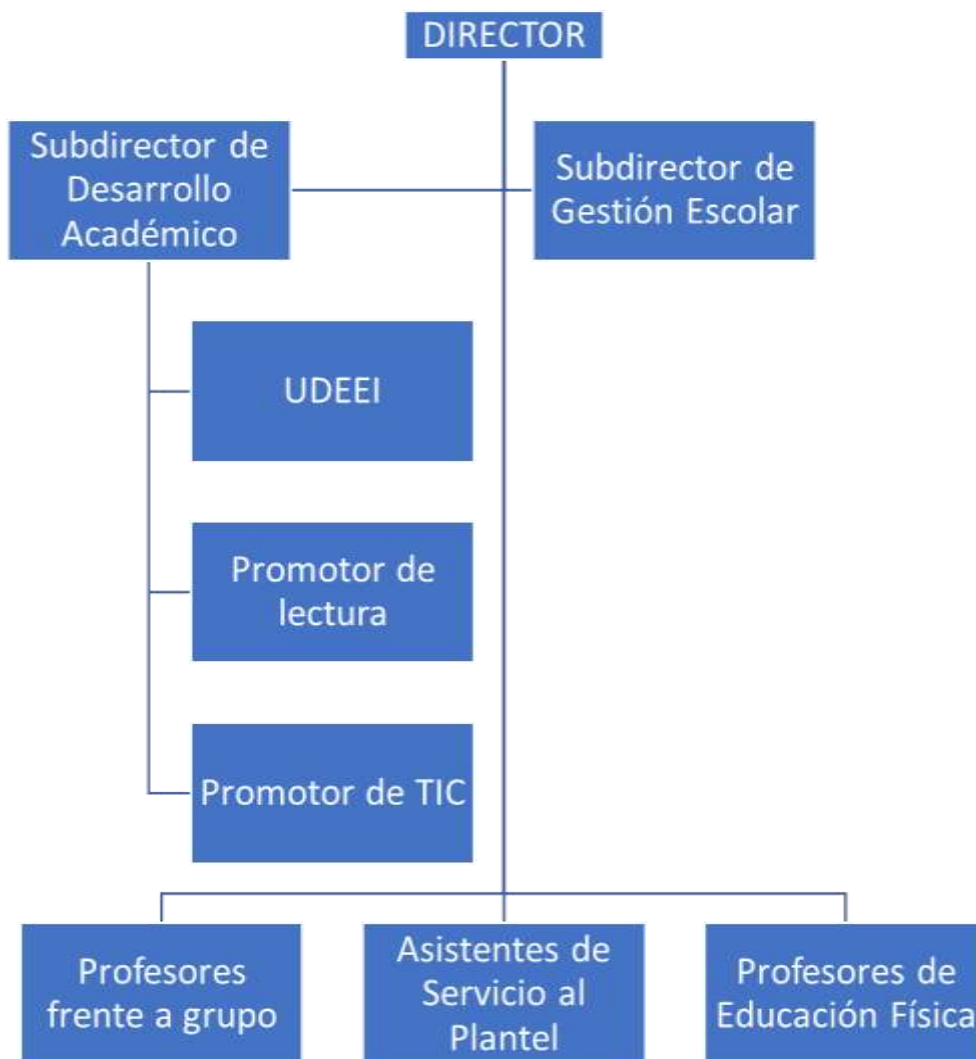 DIRECTOR
Subdirector de
Desarrollo
Académico
Subdirector de
Gestión Escolar
UDEEI
Promotor de
lectura
Promotor de TIC
Profesores
frente a grupo
Asistentes de
Servicio al
Plantel
Profesores de
Educación Física